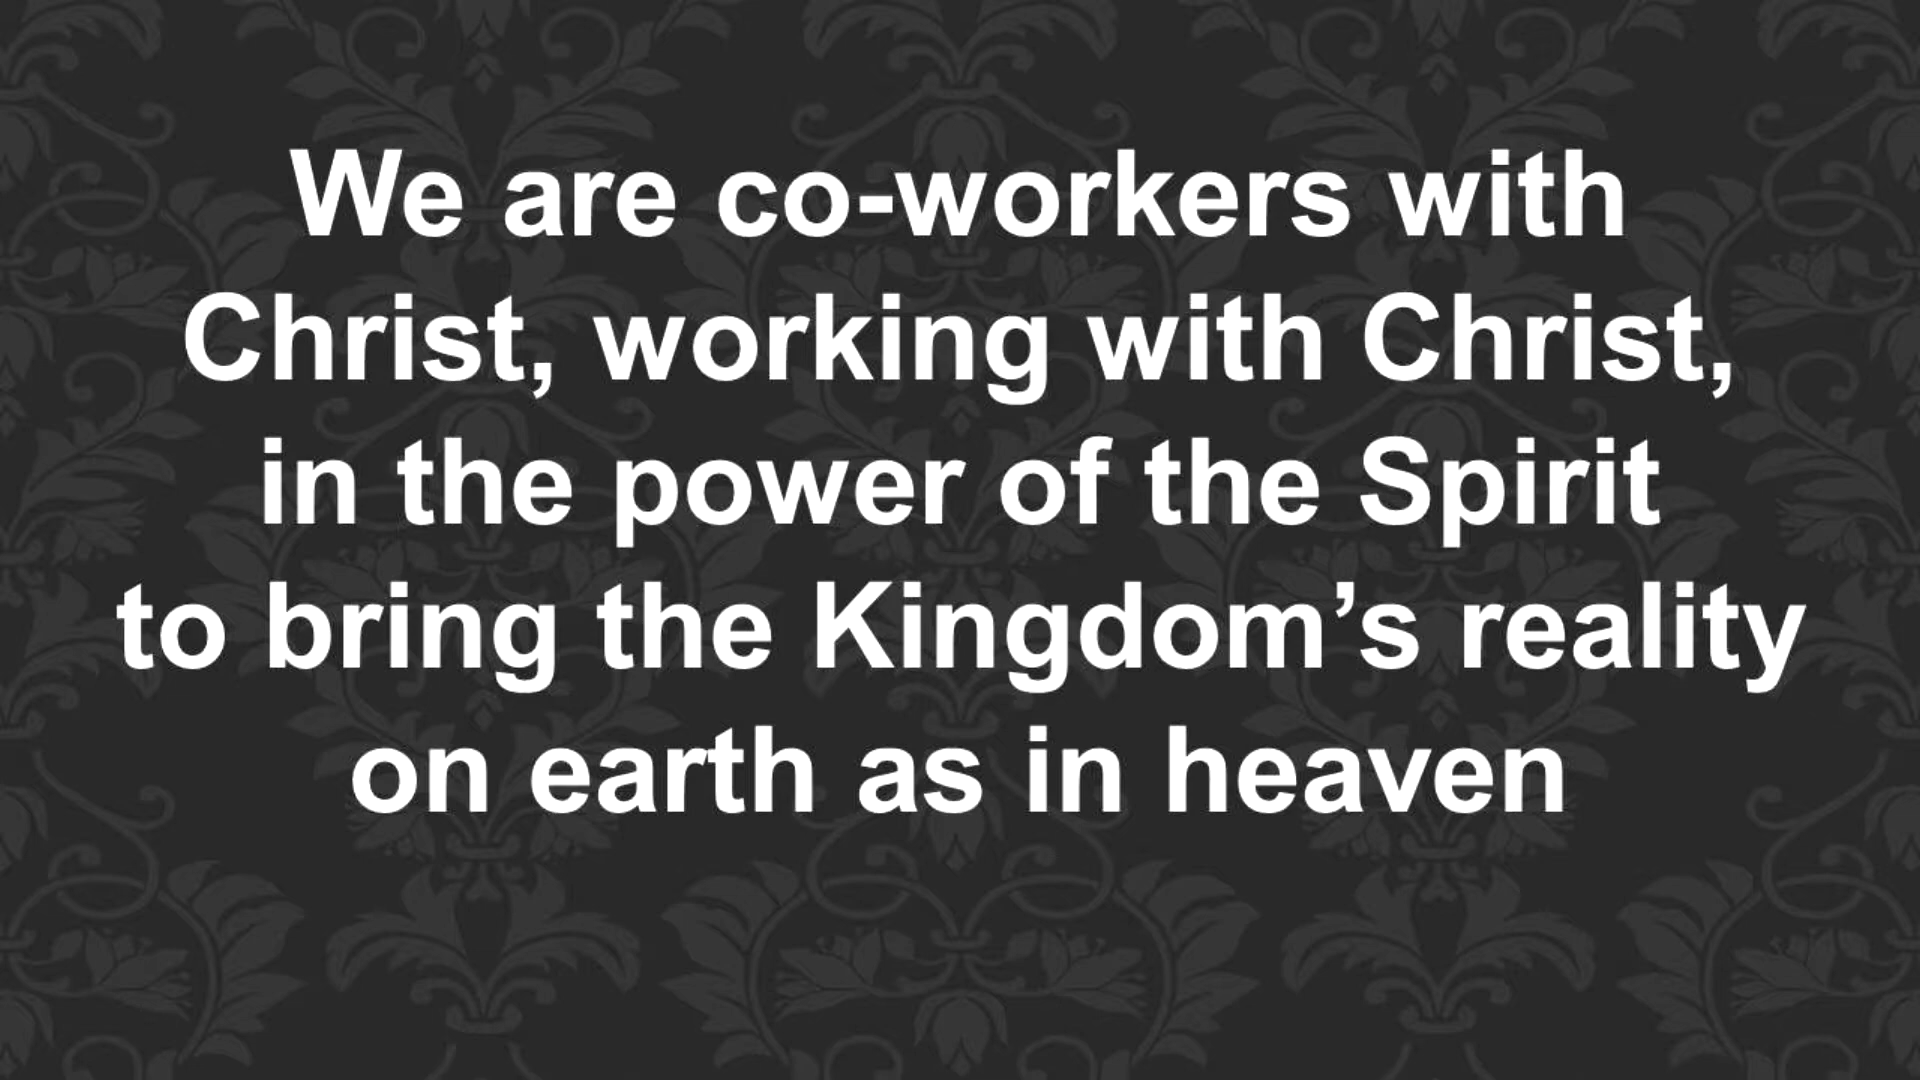 We are co-workers with
Christ, working with Christ,
in the power of the Spirit
to bring the Kingdom’s reality
on earth as in heaven